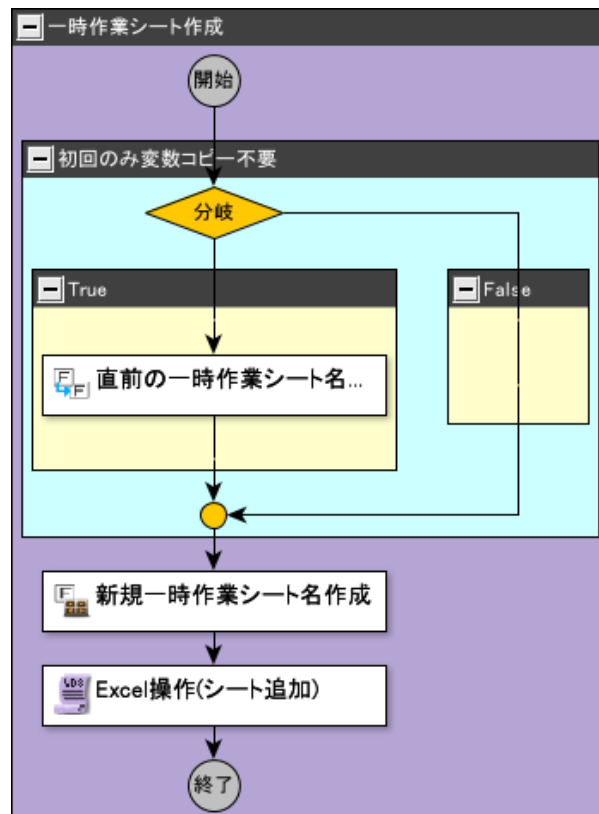 一時作業シート作成
開始
初回のみ変数コピー不要
分岐
True
False
直前の一時作業シート名...
新規一時作業シート名作成
Excel操作(シート追加)
終了